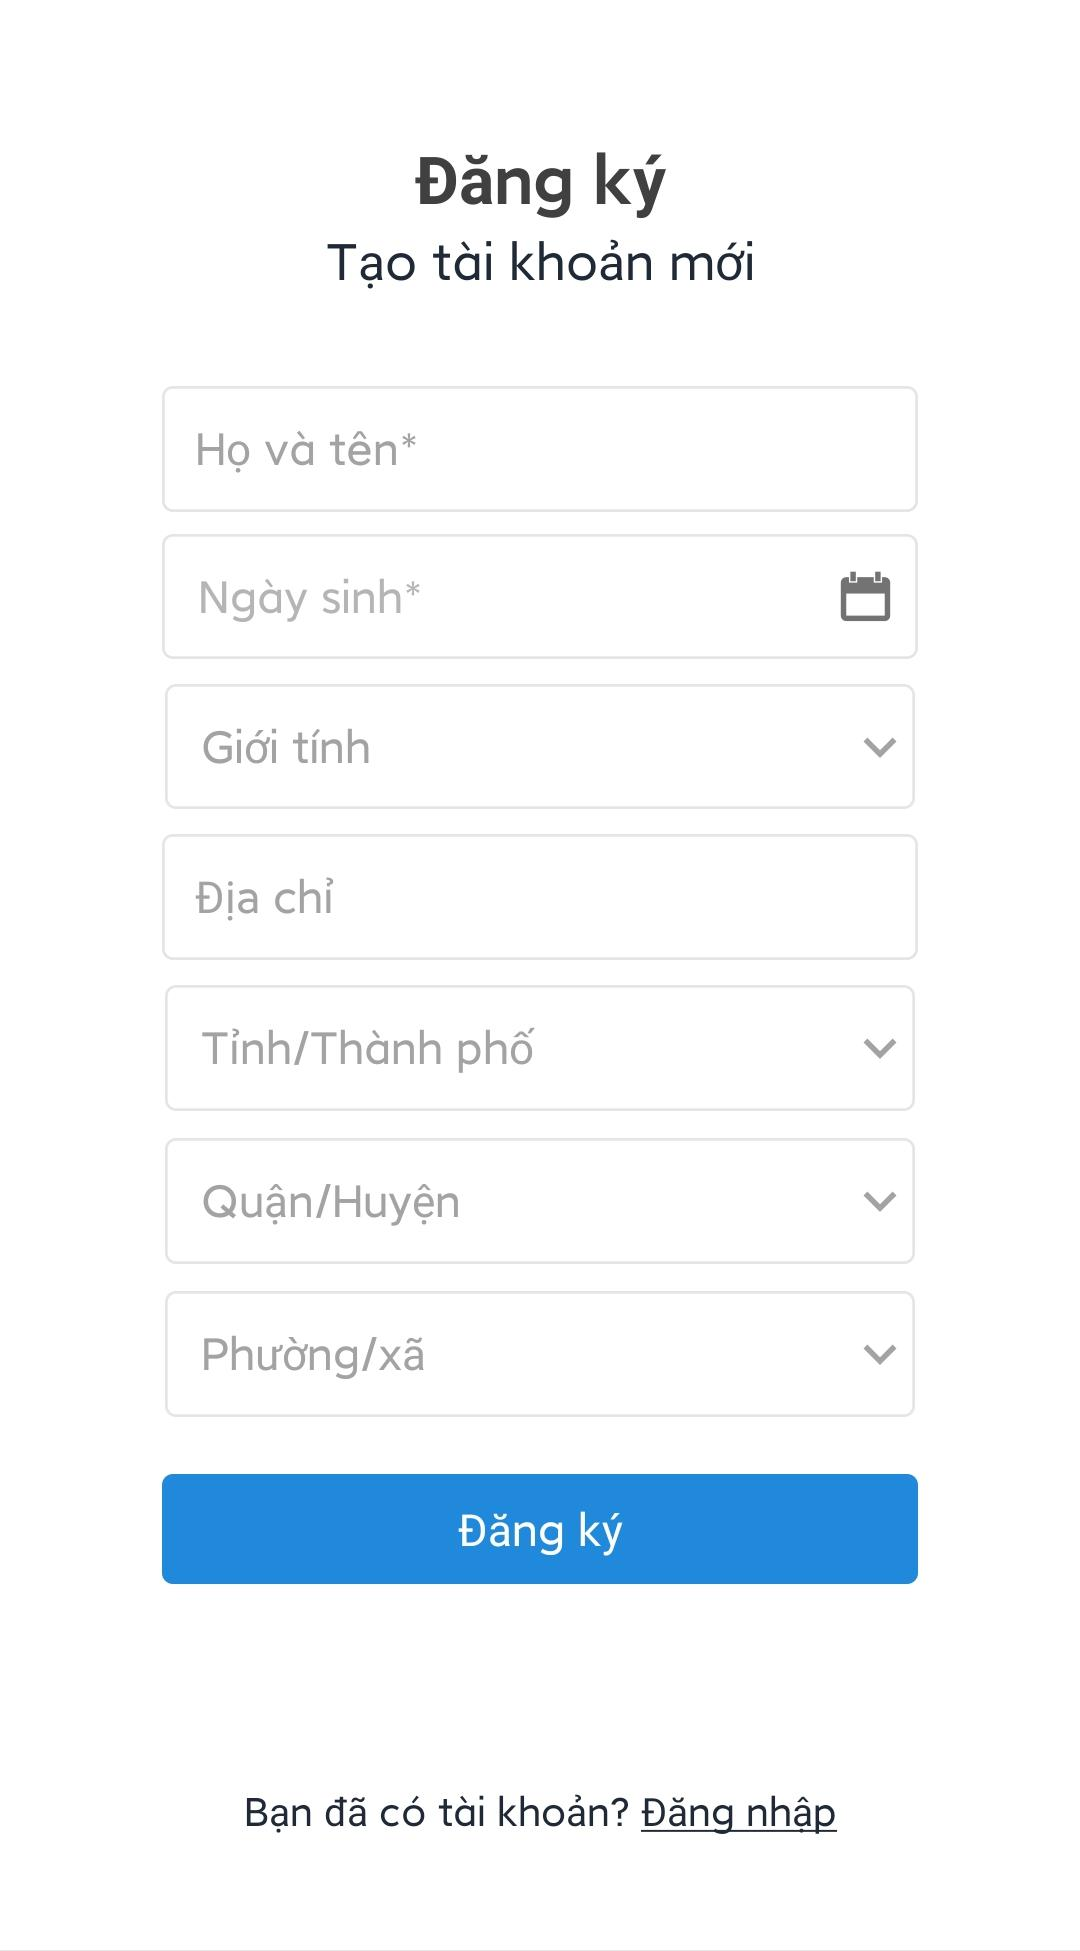 Đăng ký
Tạo tài khoản mới
Họ và tên*
Ngày sinh*
Giới tính
Địa chỉ
Tỉnh/Thành phố
Quận/Huyện
Phường/xã
Đăng ký
Bạn đã có tài khoản? Đăng nhập